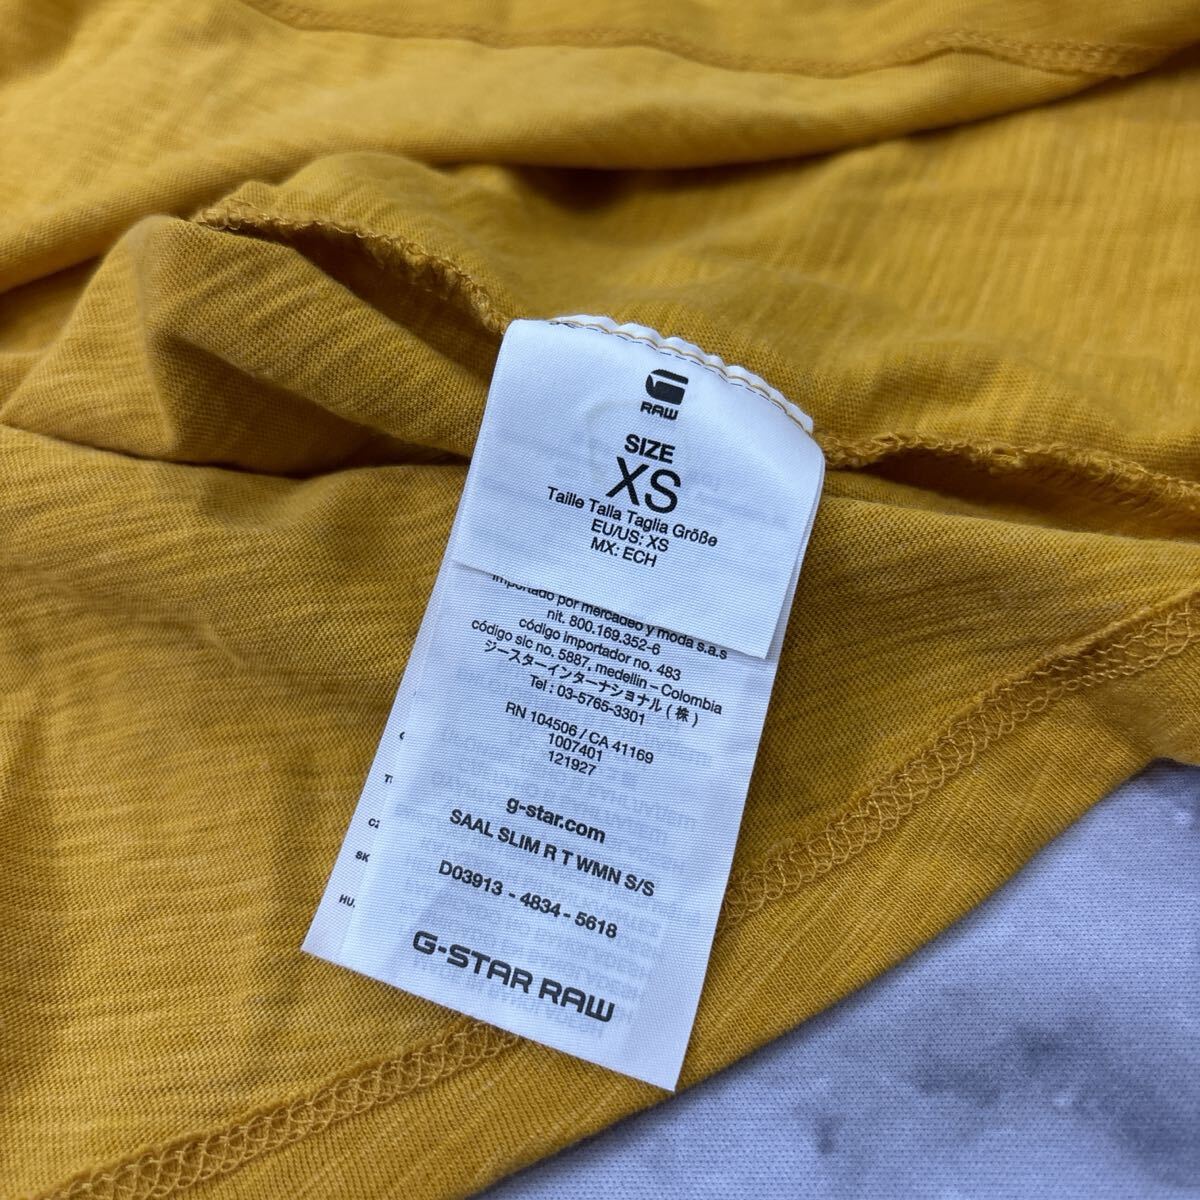 RAW
SIZE
XS
Taille Talla Taglia Größe
EU/US: XS
MX: ECH
Importado por mercadeo y moda s.a.s
nit. 800.169.352-6
código importador no. 483
código sic no. 5887, medellin – Colombia
ジースターインターナショナル (株)
Tel : 03-5765-3301
RN 104506 / CA 41169
1007401
121927
g-star.com
SAAL SLIM R T WMN S/S
D03913 - 4834 - 5618
G-STAR RAW